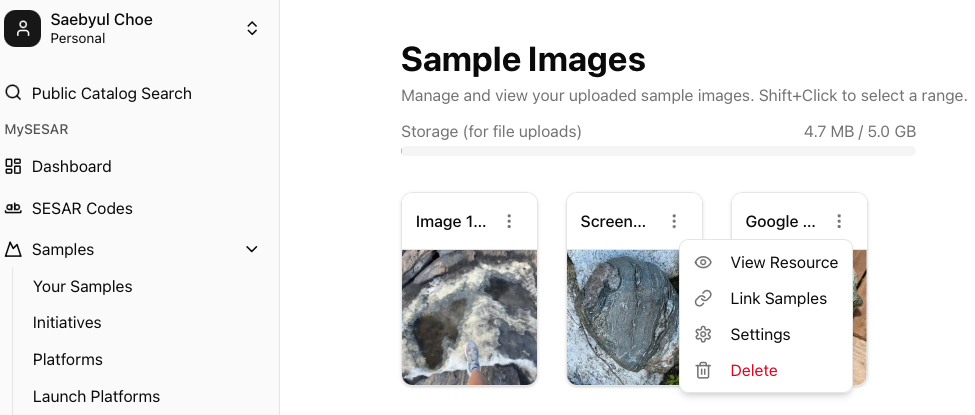 Saebyul Choe
Personal
Public Catalog Search
MySESAR
Dashboard
SESAR Codes
Samples
Your Samples
Initiatives
Platforms
Launch Platforms
Sample Images
Manage and view your uploaded sample images. Shift+Click to select a range.
Storage (for file uploads) 4.7 MB / 5.0 GB
Image 1...
Screen...
Google ...
View Resource
Link Samples
Settings
Delete